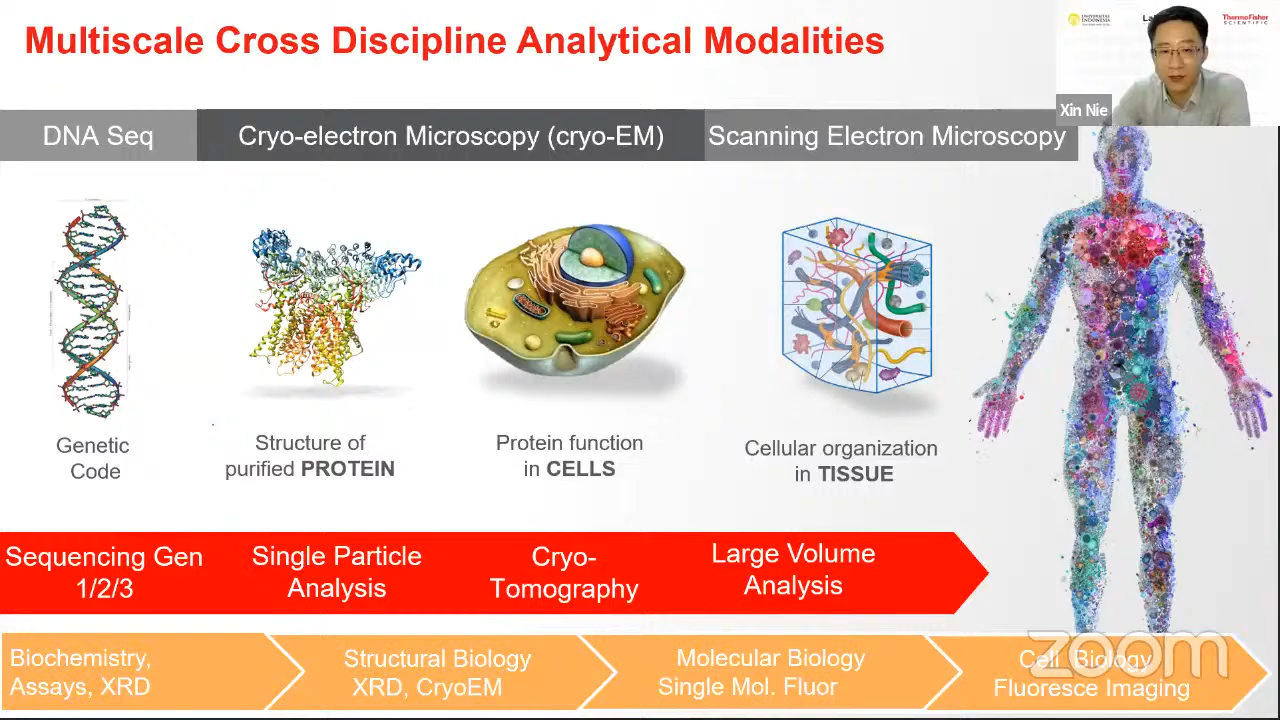 Multiscale Cross Discipline Analytical Modalities
UNIVERSITAS
INDONESIA
ThermoFisher
SCIENTIFIC
Xin Nie
DNA Seq
Cryo-electron Microscopy (cryo-EM)
Scanning Electron Microscopy
Genetic
Code
Structure of
purified PROTEIN
Protein function
in CELLS
Cellular organization
in TISSUE
Sequencing Gen
1/2/3
Single Particle
Analysis
Cryo-
Tomography
Large Volume
Analysis
Biochemistry,
Assays, XRD
Structural Biology
XRD, CryoEM
Molecular Biology
Single Mol. Fluor
Cell Biology
Fluoresce Imaging
zoom